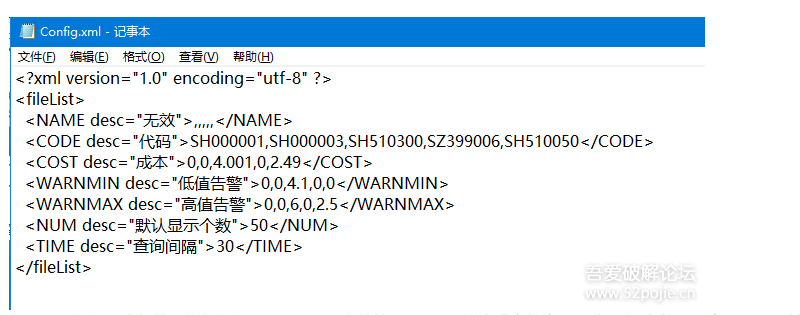 Config.xml - 记事本
文件(F) 编辑(E) 格式(O) 查看(V) 帮助(H)
<?xml version="1.0" encoding="utf-8" ?>
<fileList>
<NAME desc="无效">,,,,,</NAME>
<CODE desc="代码">SH000001,SH000003,SH510300,SZ399006,SH510050</CODE>
<COST desc="成本">0,0,4.001,0,2.49</COST>
<WARNMIN desc="低值告警">0,0,4.1,0,0</WARNMIN>
<WARNMAX desc="高值告警">0,0,6,0,2.5</WARNMAX>
<NUM desc="默认显示个数">50</NUM>
<TIME desc="查询间隔">30</TIME>
</fileList>
吾爱破解论坛
www.52pojie.cn